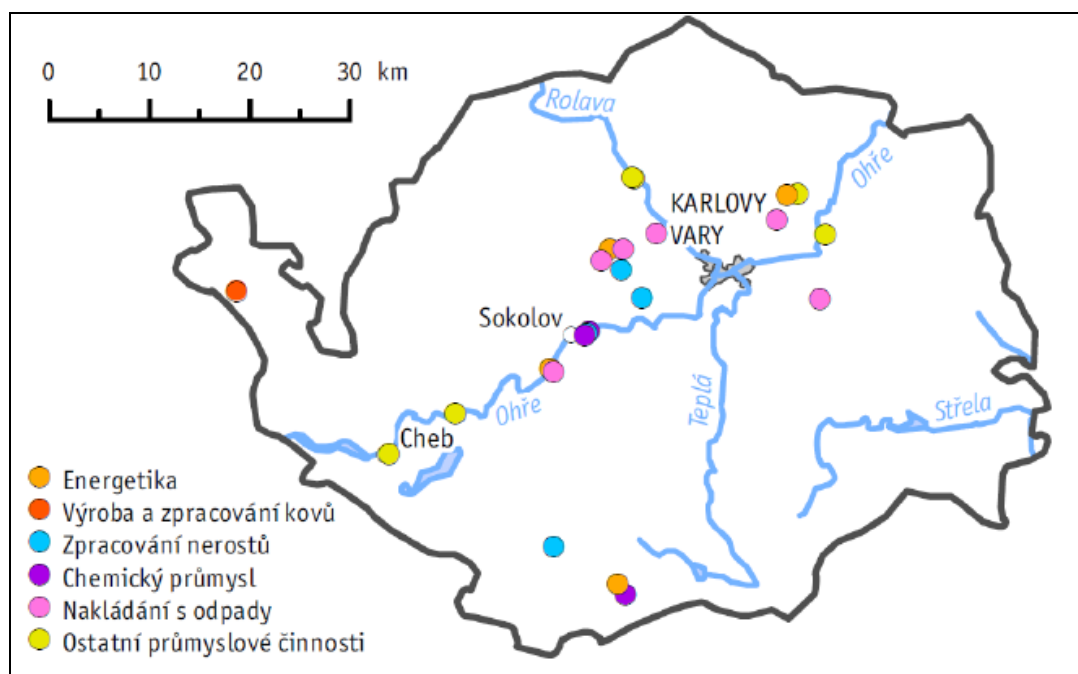 0 10 20 30 km
Rolava
Ohře
KARLOVY
VARY
Sokolov
Ohře
Teplá
Střela
Cheb
Energetika
Výroba a zpracování kovů
Zpracování nerostů
Chemický průmysl
Nakládání s odpady
Ostatní průmyslové činnosti